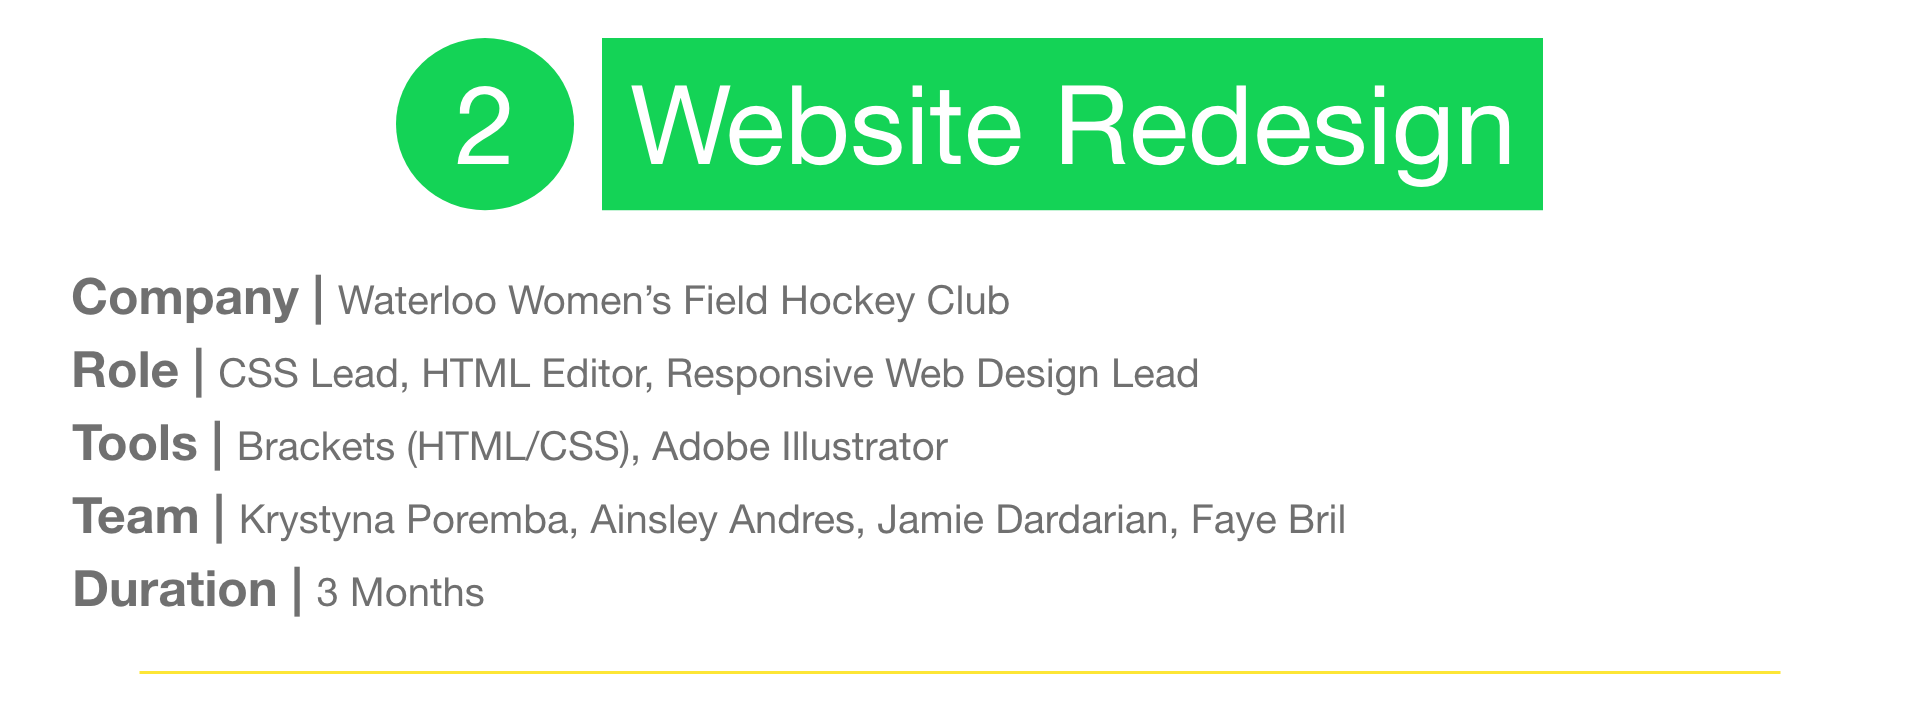 2 Website Redesign
Company | Waterloo Women’s Field Hockey Club
Role | CSS Lead, HTML Editor, Responsive Web Design Lead
Tools | Brackets (HTML/CSS), Adobe Illustrator
Team | Krystyna Poremba, Ainsley Andres, Jamie Dardarian, Faye Bril
Duration | 3 Months